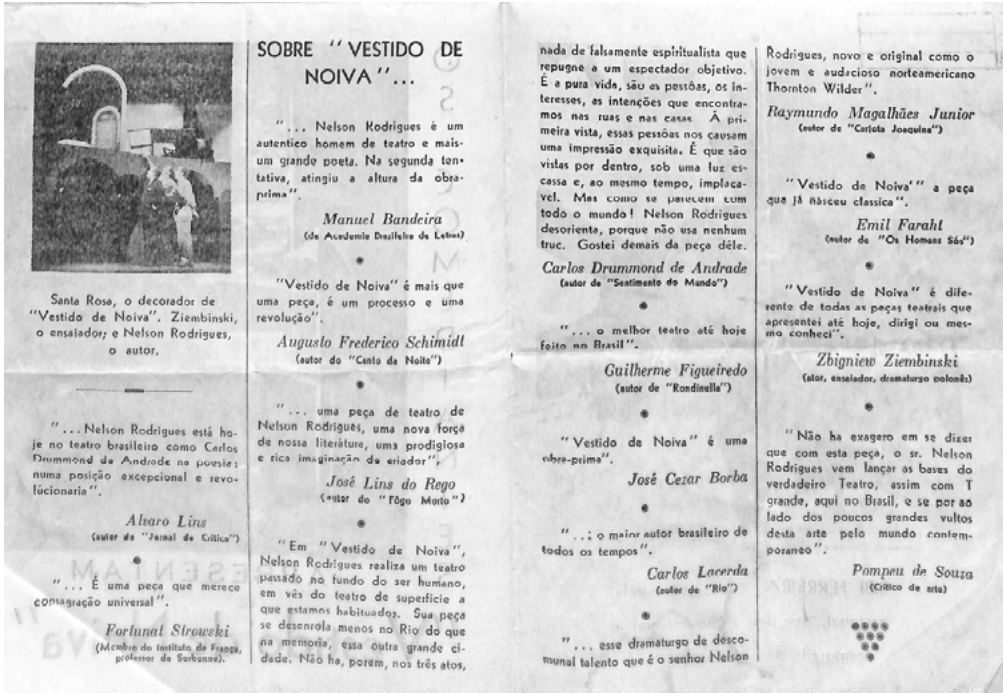 Santa Rosa, o decorador de
"Vestido de Noiva". Ziembinski,
o ensaiador; e Nelson Rodrigues,
o autor.
"...Nelson Rodrigues está ho-
je no teatro brasileiro como Carlos
Drummond de Andrade na poesia:
numa posição excepcional e revo-
lucionaria".
Alvaro Lins
(autor de "Jornal de Critica")
"... É uma peça que merece
consagração universal".
Fortunat Strowski
(Membro do Instituto de França,
professor da Sorbonne).
SOBRE "VESTIDO DE
NOIVA"...
"... Nelson Rodrigues é um
autentico homem de teatro e mais-
um grande poeta. Na segunda ten-
tativa, atingiu a altura da obra-
prima".
Manuel Bandeira
(da Academia Brasileira de Letras)
"Vestido de Noiva" é mais que
uma peça, é um processo e uma
revolução".
Augusto Frederico Schimidt
(autor do "Canto da Noite")
"... uma peça de teatro de
Nelson Rodrigues, uma nova força
de nossa literatura, uma prodigiosa
e rica imaginação de criador",
José Lins do Rego
(autor do "Fôgo Morto")
"Em "Vestido de Noiva",
Nelson Rodrigues realiza um teatro
passado no fundo do ser humano,
em vês do teatro de superficie a
que estamos habituados. Sua peça
se desenrola menos no Rio do que
na memoria, essa outra grande ci-
dade. Não ha, porem, nos três atos,
nada de falsamente espiritualista que
repugne a um espectador objetivo.
É a pura vida, são as pessôas, os in-
teresses, as intenções que encontra-
mos nas ruas e nas casas. Á pri-
meira vista, essas pessôas nos causam
uma impressão exquisita. É que são
vistas por dentro, sob uma luz es-
cassa e, ao mesmo tempo, implaca-
vel. Mas como se parecem com
todo o mundo! Nelson Rodrigues
desorienta, porque não usa nenhum
truc. Gostei demais da peça dêle.
Carlos Drummond de Andrade
(autor de "Sentimento do Mundo")
"... o melhor teatro até hoje
feito no Brasil".
Guilherme Figueiredo
(autor de "Rondinella")
"Vestido de Noiva" é uma
obra-prima".
José Cezar Borba
"...; o maior autor brasileiro de
todos os tempos".
Carlos Lacerda
(autor de "Rio")
"... esse dramaturgo de desco-
munal talento que é o senhor Nelson
Rodrigues, novo e original como o
jovem e audacioso norteamericano
Thornton Wilder".
Raymundo Magalhães Junior
(autor de "Carlota Joaquina")
"Vestido de Noiva" a peça
que já nasceu classica".
Emil Farahl
(autor de "Os Homens Sós")
"Vestido de Noiva" é dife-
rente de todas as peças teatrais que
apresentei até hoje, dirigi ou mes-
mo conheci".
Zbigniew Ziembinski
(ator, ensaiador, dramaturgo polonês)
"Não ha exagero em se dizer
que com esta peça, o sr. Nelson
Rodrigues vem lançar as bases do
verdadeiro Teatro, assim com T
grande, aqui no Brasil, e se por ao
lado dos poucos grandes vultos
desta arte pelo mundo contem-
poraneo".
Pompeu de Souza
(Critico de arte)